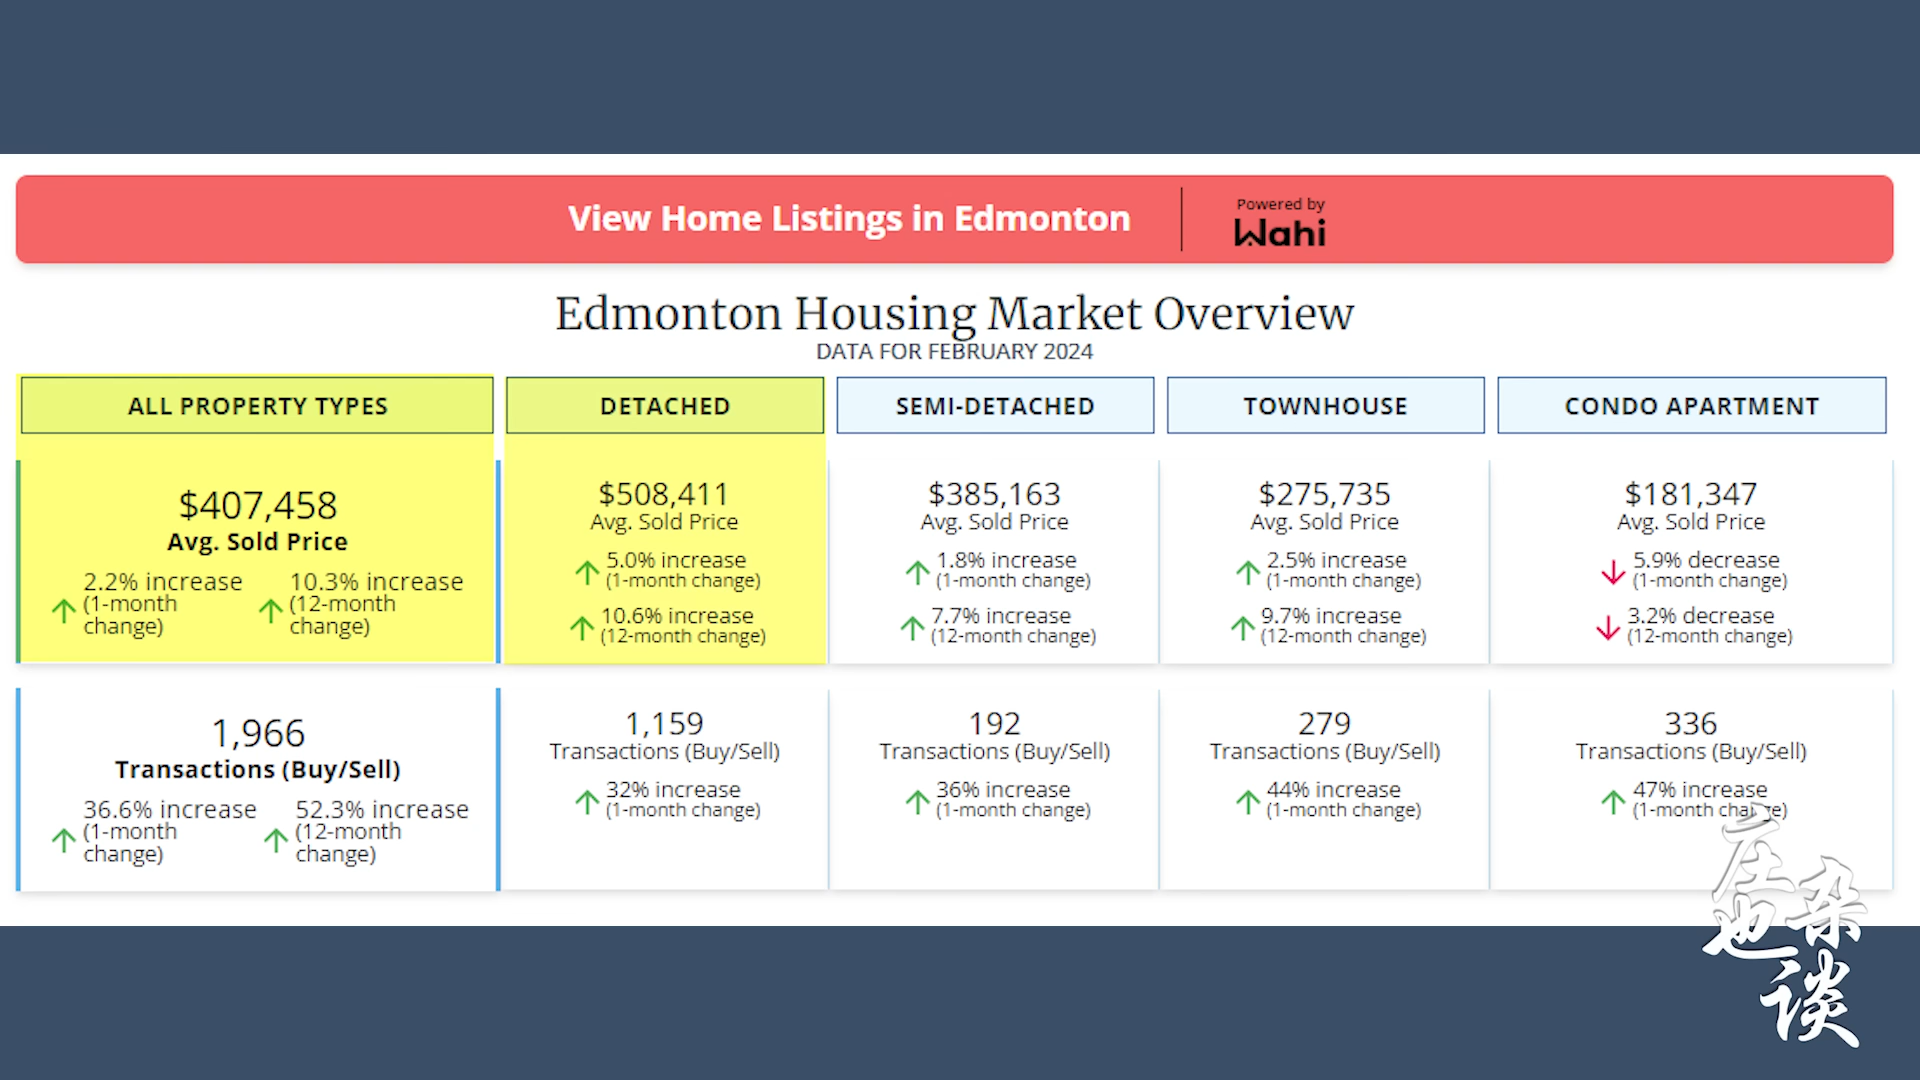 View Home Listings in Edmonton
Powered by
Wahi
Edmonton Housing Market Overview
DATA FOR FEBRUARY 2024
ALL PROPERTY TYPES
DETACHED
SEMI-DETACHED
TOWNHOUSE
CONDO APARTMENT
$407,458
Avg. Sold Price
2.2% increase
(1-month
change)
10.3% increase
(12-month
change)
$508,411
Avg. Sold Price
5.0% increase
(1-month change)
10.6% increase
(12-month change)
$385,163
Avg. Sold Price
1.8% increase
(1-month change)
7.7% increase
(12-month change)
$275,735
Avg. Sold Price
2.5% increase
(1-month change)
9.7% increase
(12-month change)
$181,347
Avg. Sold Price
5.9% decrease
(1-month change)
3.2% decrease
(12-month change)
1,966
Transactions (Buy/Sell)
36.6% increase
(1-month
change)
52.3% increase
(12-month
change)
1,159
Transactions (Buy/Sell)
32% increase
(1-month change)
192
Transactions (Buy/Sell)
36% increase
(1-month change)
279
Transactions (Buy/Sell)
44% increase
(1-month change)
336
Transactions (Buy/Sell)
47% increase
(1-month change)
庄也杂谈